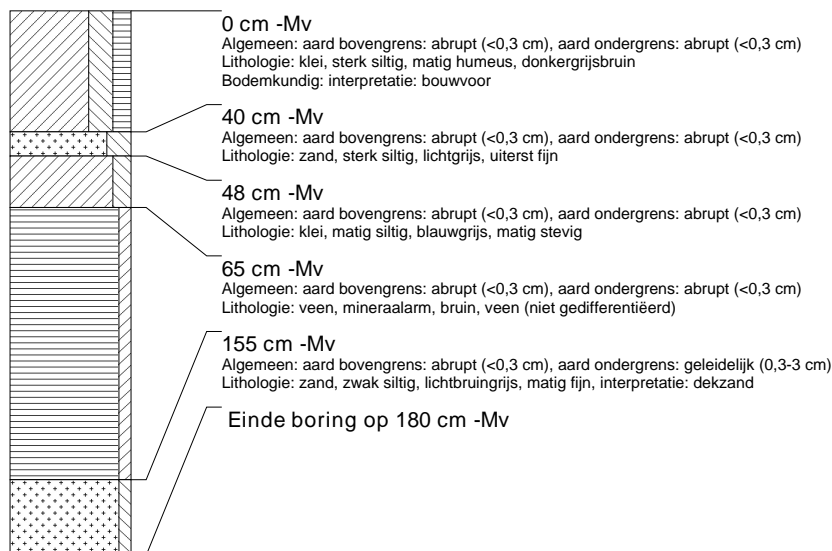 0 cm -Mv
Algemeen: aard bovengrens: abrupt (<0,3 cm), aard ondergrens: abrupt (<0,3 cm)
Lithologie: klei, sterk siltig, matig humeus, donkergrijsbruin
Bodemkundig: interpretatie: bouwvoor
40 cm -Mv
Algemeen: aard bovengrens: abrupt (<0,3 cm), aard ondergrens: abrupt (<0,3 cm)
Lithologie: zand, sterk siltig, lichtgrijs, uiterst fijn
48 cm -Mv
Algemeen: aard bovengrens: abrupt (<0,3 cm), aard ondergrens: abrupt (<0,3 cm)
Lithologie: klei, matig siltig, blauwgrijs, matig stevig
65 cm -Mv
Algemeen: aard bovengrens: abrupt (<0,3 cm), aard ondergrens: abrupt (<0,3 cm)
Lithologie: veen, mineraalarm, bruin, veen (niet gedifferentiëerd)
155 cm -Mv
Algemeen: aard bovengrens: abrupt (<0,3 cm), aard ondergrens: geleidelijk (0,3-3 cm)
Lithologie: zand, zwak siltig, lichtbruingrijs, matig fijn, interpretatie: dekzand
Einde boring op 180 cm -Mv